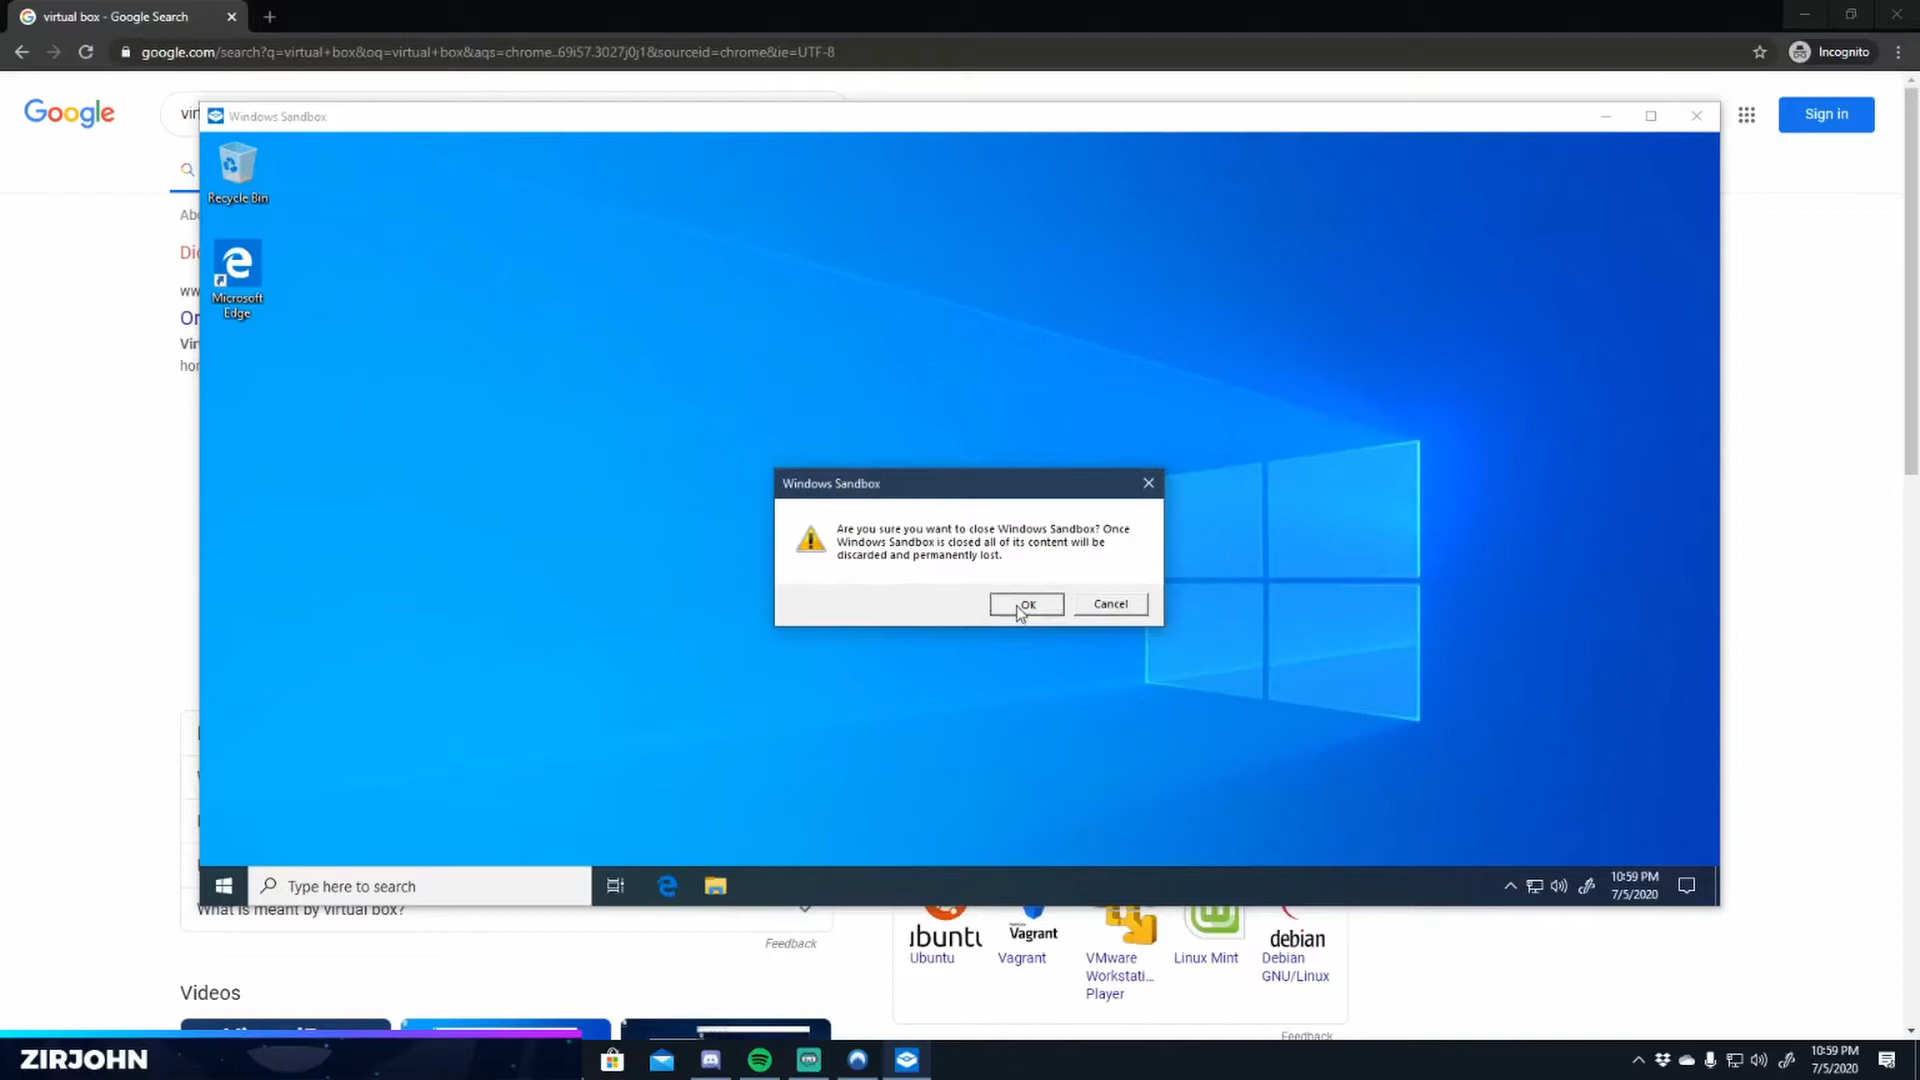 virtual box - Google Search
google.com/search?q=virtual+box&oq=virtual+box&aqs=chrome..69i57.3027j0j1&sourceid=chrome&ie=UTF-8
Incognito
Google
Sign in
Windows Sandbox
Recycle Bin
Microsoft
Edge
Windows Sandbox
Are you sure you want to close Windows Sandbox? Once
Windows Sandbox is closed all of its content will be
discarded and permanently lost.
OK
Cancel
Type here to search
10:59 PM
7/5/2020
What is meant by virtual box?
Feedback
Vagrant
debian
Ubuntu
Vagrant
VMware
Workstati...
Player
Linux Mint
Debian
GNU/Linux
Videos
Feedback
ZIRJOHN
10:59 PM
7/5/2020